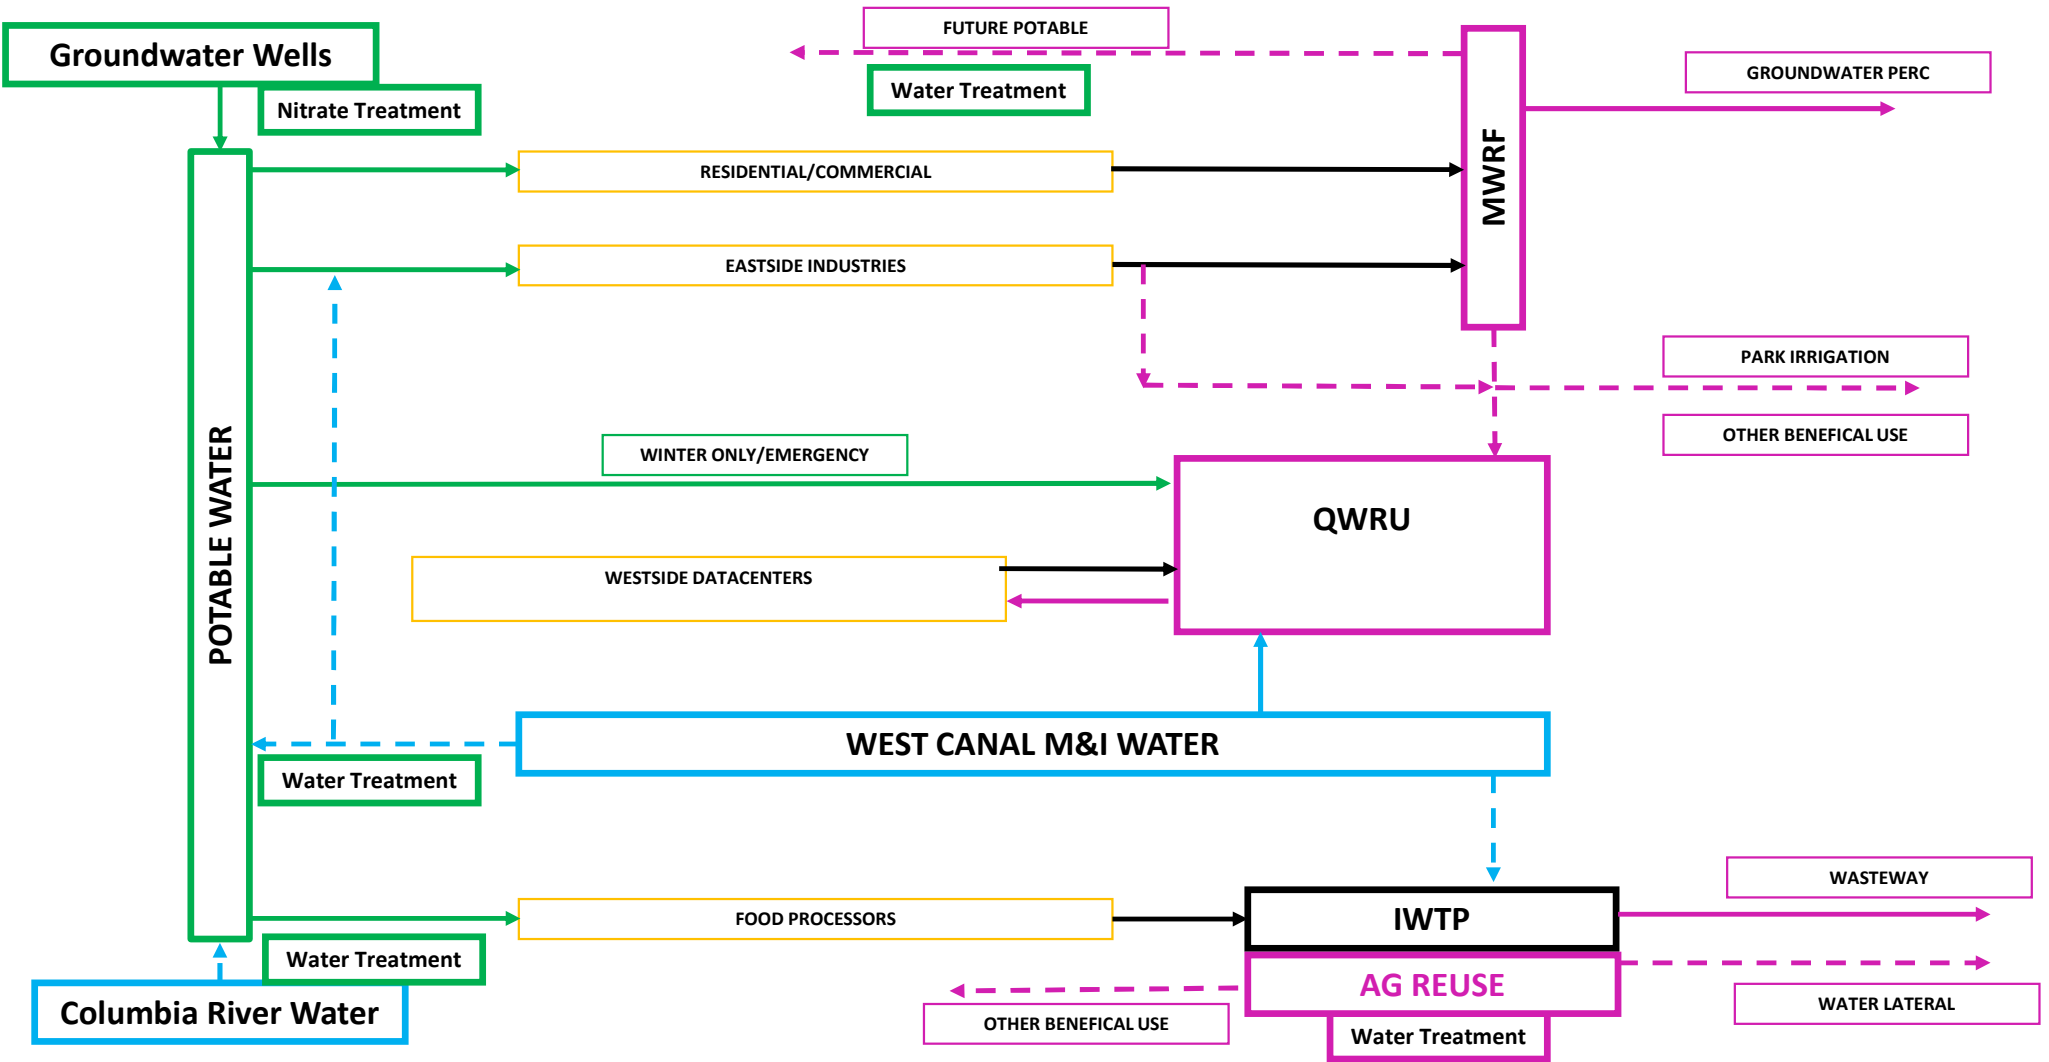 FUTURE POTABLE
Groundwater Wells
GROUNDWATER PERC
Water Treatment
Nitrate Treatment
MWRF
RESIDENTIAL/COMMERCIAL
EASTSIDE INDUSTRIES
PARK IRRIGATION
OTHER BENEFICAL USE
WINTER ONLY/EMERGENCY
POTABLE WATER
QWRU
WESTSIDE DATACENTERS
WEST CANAL M&I WATER
Water Treatment
WASTEWAY
FOOD PROCESSORS
IWTP
Water Treatment
AG REUSE
WATER LATERAL
Columbia River Water
OTHER BENEFICAL USE
Water Treatment